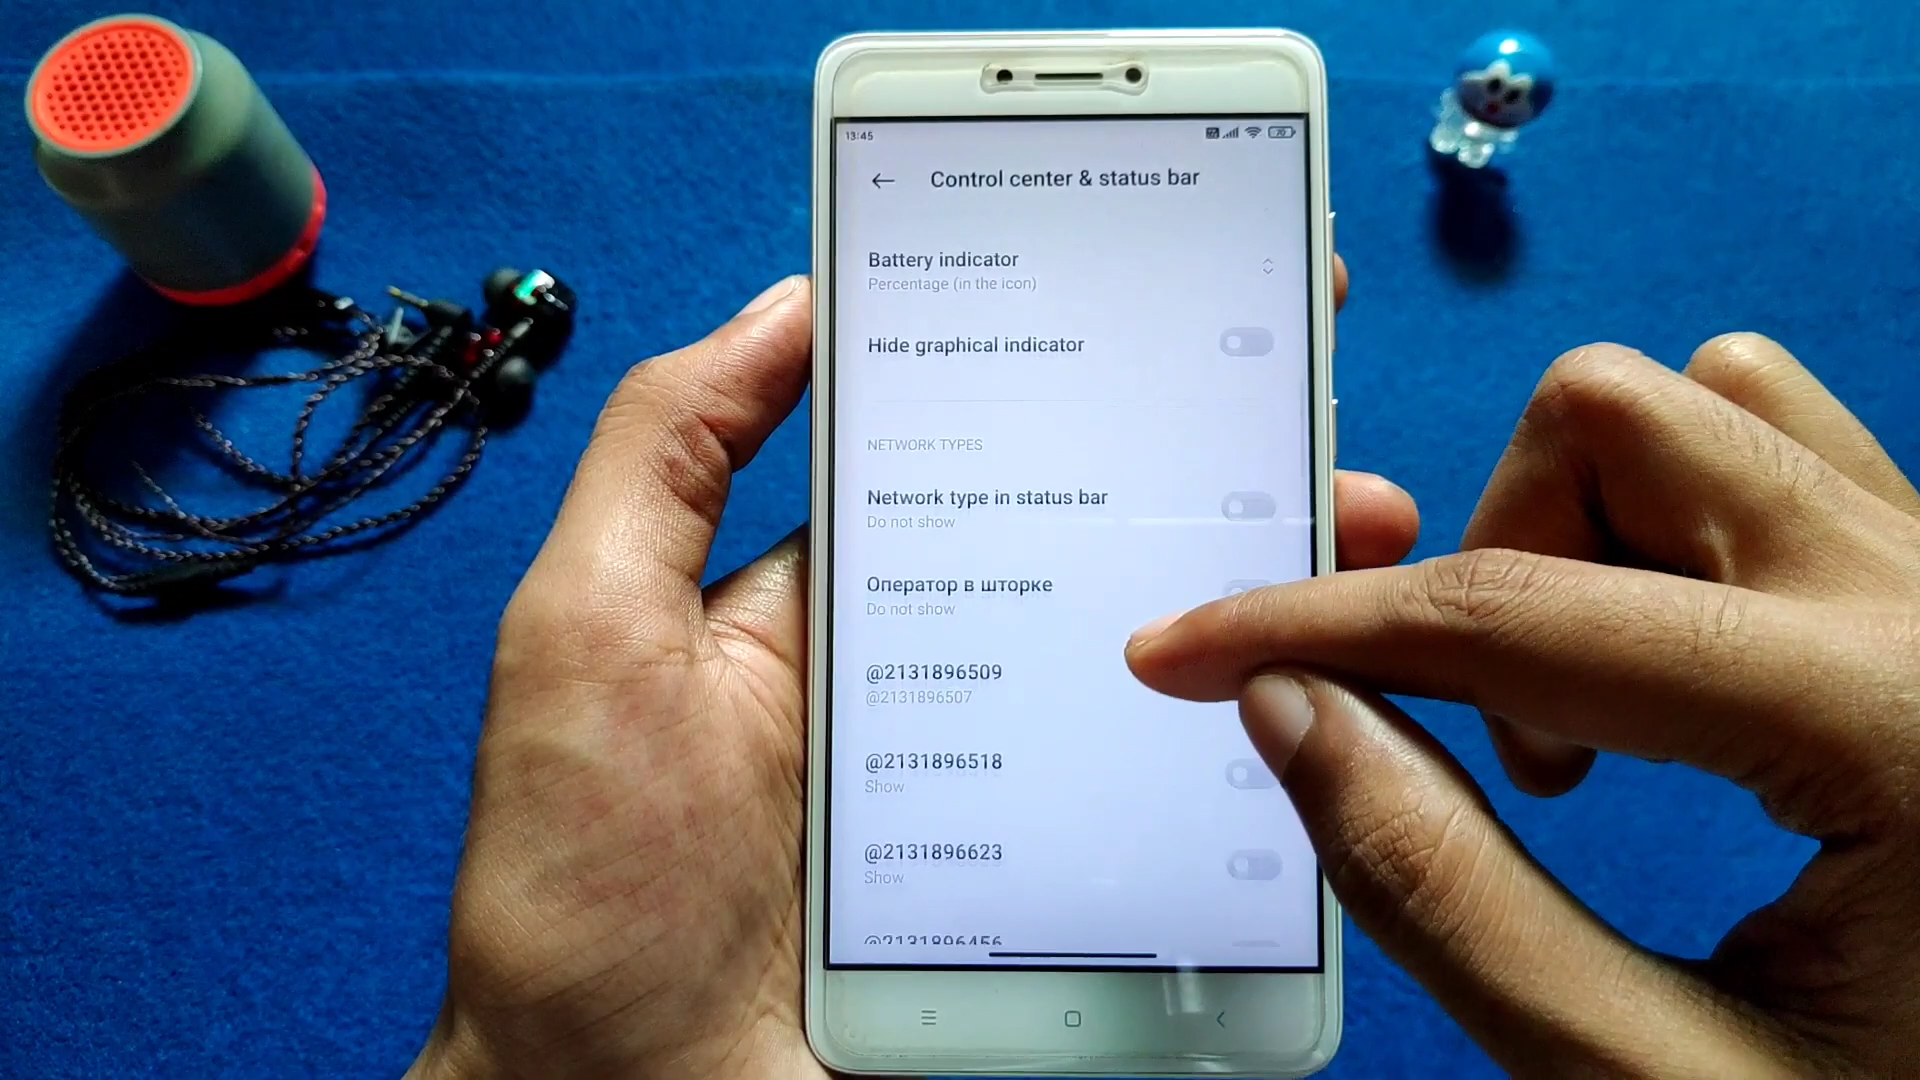 13:45
70
Control center & status bar
Battery indicator
Percentage (in the icon)
Hide graphical indicator
NETWORK TYPES
Network type in status bar
Do not show
Оператор в шторке
Do not show
@2131896509
@2131896507
@2131896518
Show
@2131896623
Show
@2131896456